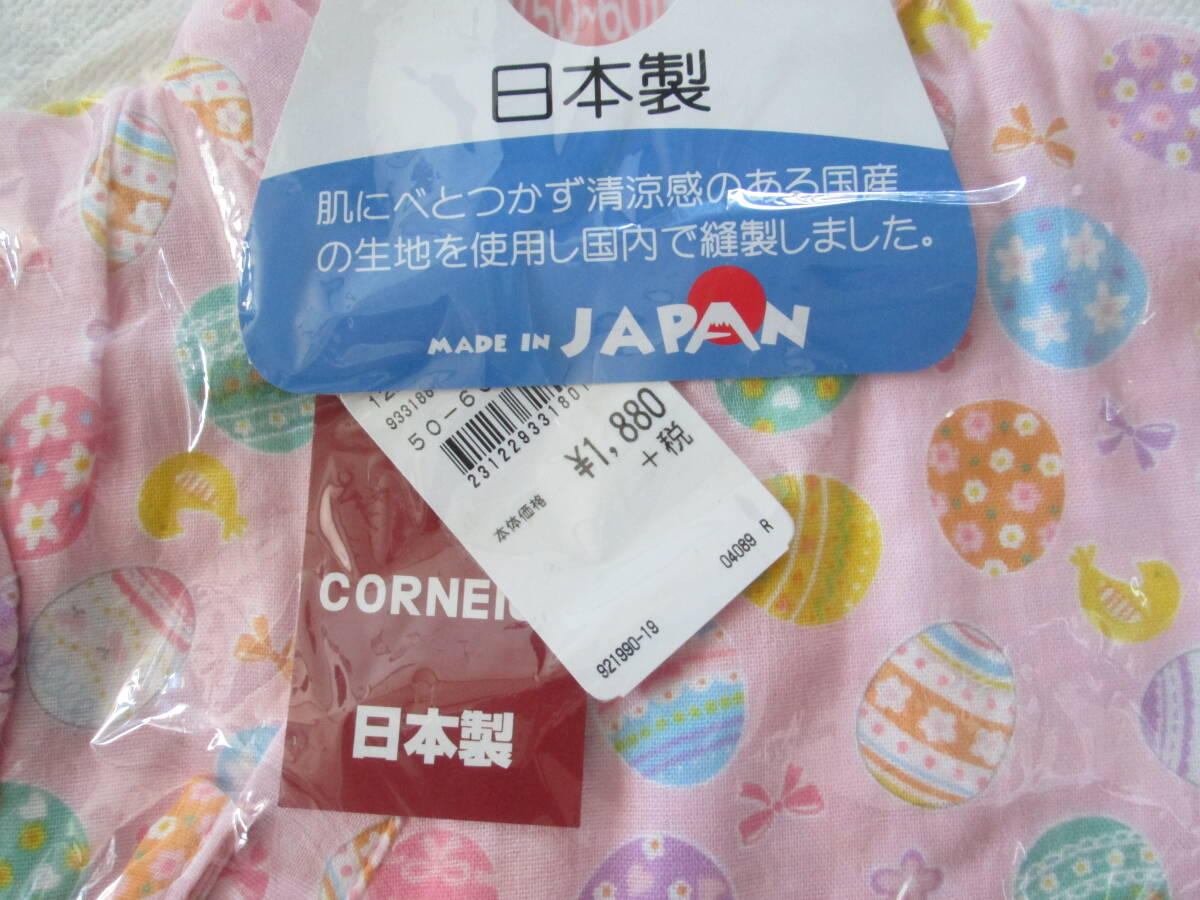 50~60
日本製
肌にべとつかず清涼感のある国産
の生地を使用し国内で縫製しました。
MADE IN JAPAN
50-60
¥1,880
+税
本体価格
04089 R
921990-19
日本製